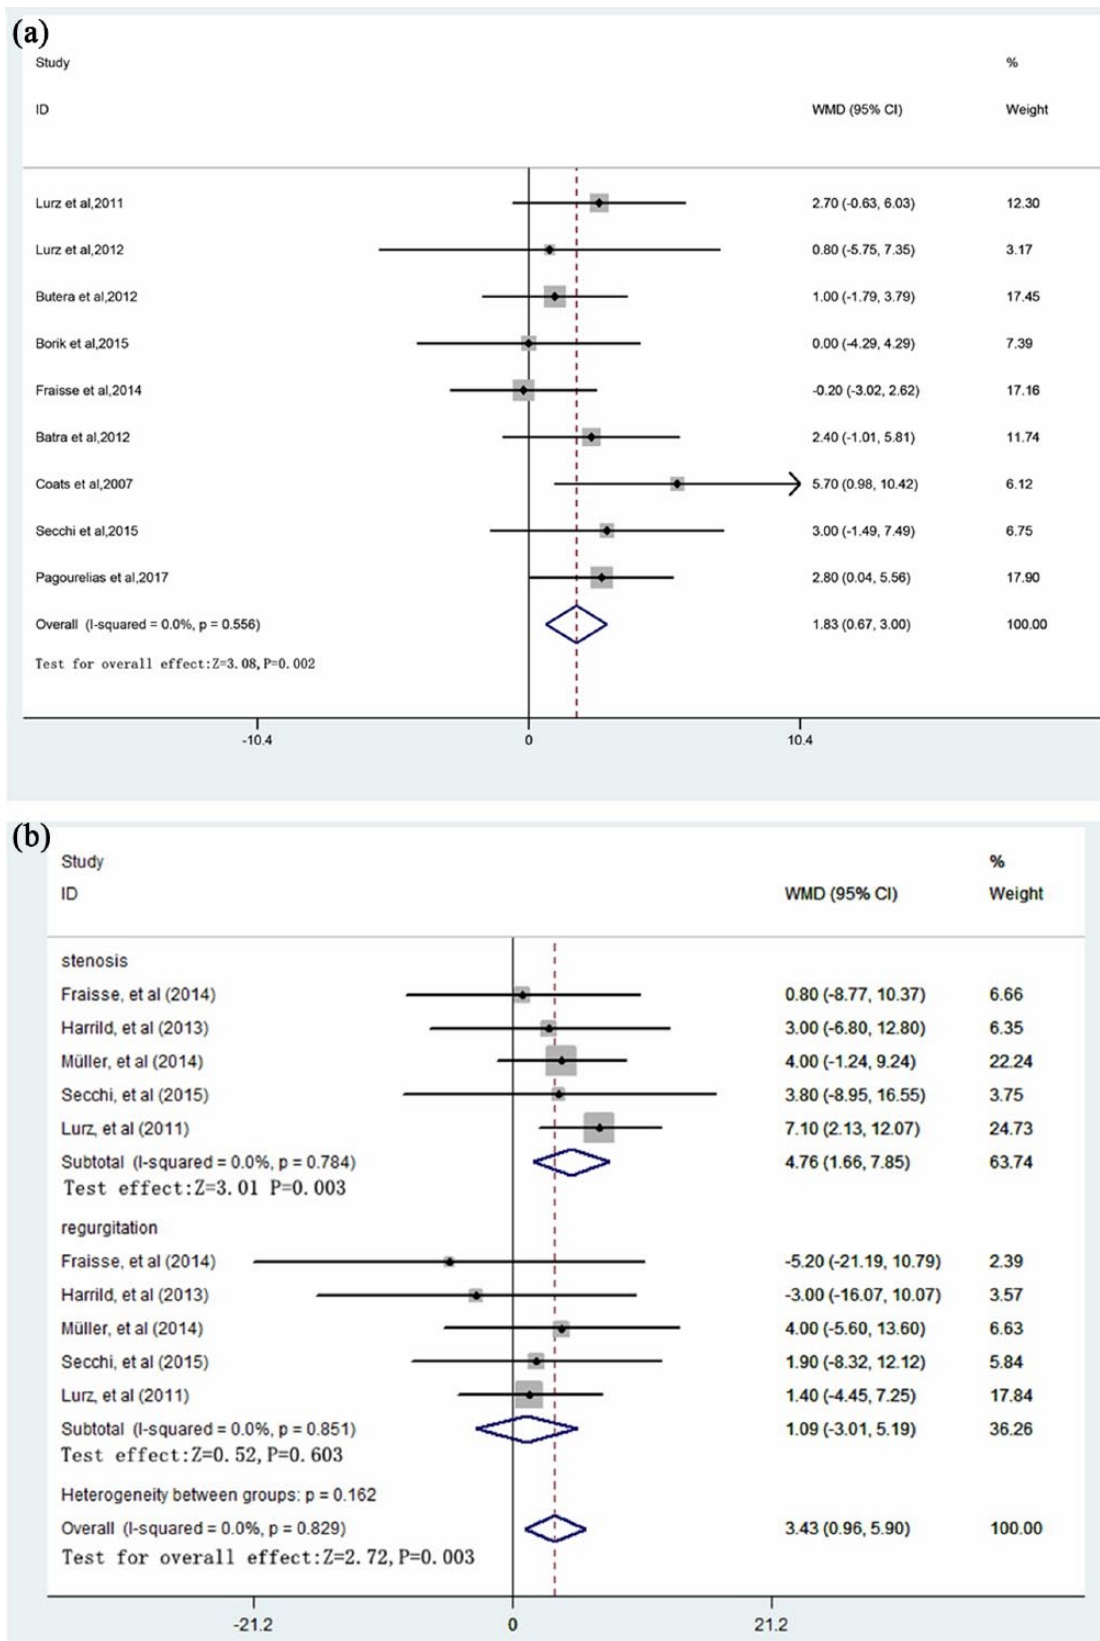 (a)
Study %
ID WMD (95% CI) Weight
Lurz et al,2011 2.70 (-0.63, 6.03) 12.30
Lurz et al,2012 0.80 (-5.75, 7.35) 3.17
Butera et al,2012 1.00 (-1.79, 3.79) 17.45
Borik et al,2015 0.00 (-4.29, 4.29) 7.39
Fraisse et al,2014 -0.20 (-3.02, 2.62) 17.16
Batra et al,2012 2.40 (-1.01, 5.81) 11.74
Coats et al,2007 5.70 (0.98, 10.42) 6.12
Secchi et al,2015 3.00 (-1.49, 7.49) 6.75
Pagourelias et al,2017 2.80 (0.04, 5.56) 17.90
Overall (I-squared = 0.0%, p = 0.556) 1.83 (0.67, 3.00) 100.00
Test for overall effect:Z=3.08,P=0.002
-10.4 0 10.4
(b)
Study %
ID WMD (95% CI) Weight
stenosis
Fraisse, et al (2014) 0.80 (-8.77, 10.37) 6.66
Harrild, et al (2013) 3.00 (-6.80, 12.80) 6.35
Müller, et al (2014) 4.00 (-1.24, 9.24) 22.24
Secchi, et al (2015) 3.80 (-8.95, 16.55) 3.75
Lurz, et al (2011) 7.10 (2.13, 12.07) 24.73
Subtotal (I-squared = 0.0%, p = 0.784) 4.76 (1.66, 7.85) 63.74
Test effect:Z=3.01 P=0.003
regurgitation
Fraisse, et al (2014) -5.20 (-21.19, 10.79) 2.39
Harrild, et al (2013) -3.00 (-16.07, 10.07) 3.57
Müller, et al (2014) 4.00 (-5.60, 13.60) 6.63
Secchi, et al (2015) 1.90 (-8.32, 12.12) 5.84
Lurz, et al (2011) 1.40 (-4.45, 7.25) 17.84
Subtotal (I-squared = 0.0%, p = 0.851) 1.09 (-3.01, 5.19) 36.26
Test effect:Z=0.52,P=0.603
Heterogeneity between groups: p = 0.162
Overall (I-squared = 0.0%, p = 0.829) 3.43 (0.96, 5.90) 100.00
Test for overall effect:Z=2.72,P=0.003
-21.2 0 21.2